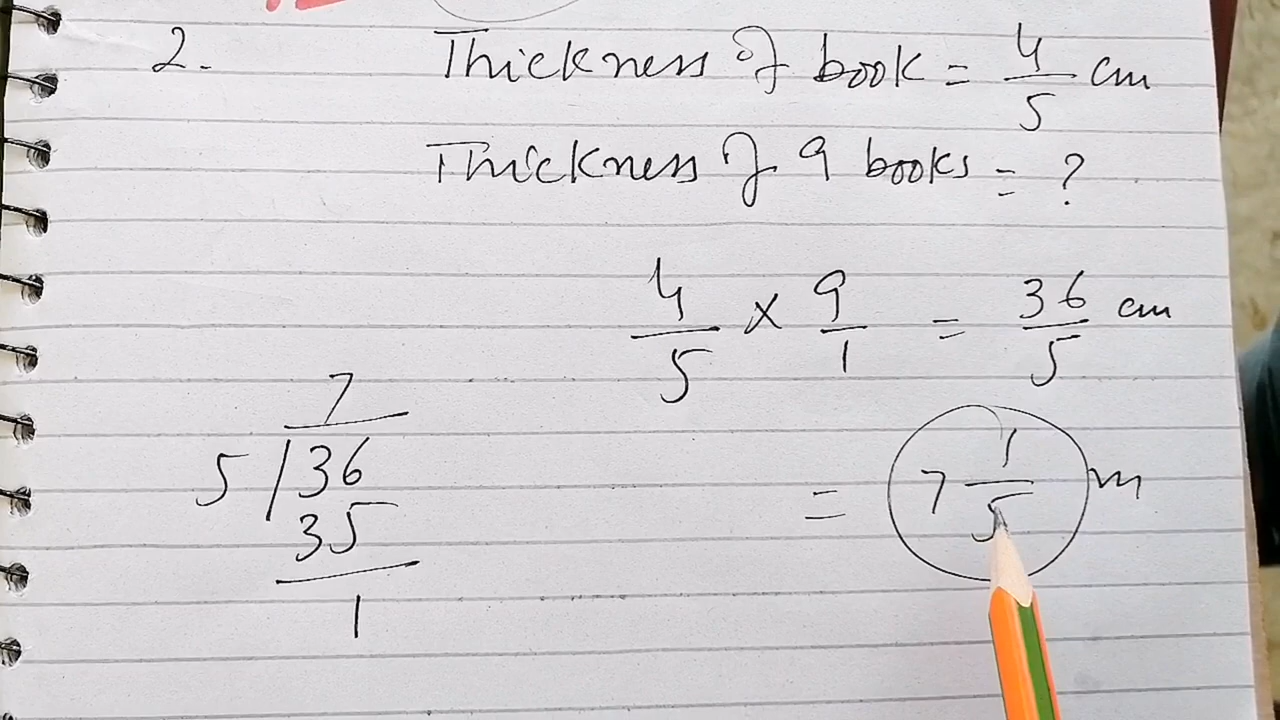 2. Thickness of book = 4/5 cm
Thickness of 9 books = ?
4/5 × 9/1 = 36/5 cm
= 7 1/5 m
7
5 / 36
35
1